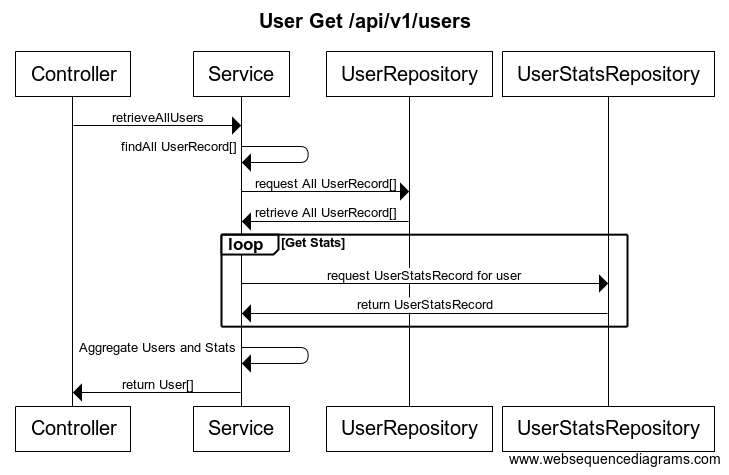 User Get /api/v1/users
Controller
Service
UserRepository
UserStatsRepository
retrieveAllUsers
findAll UserRecord[]
request All UserRecord[]
retrieve All UserRecord[]
loop
[Get Stats]
request UserStatsRecord for user
return UserStatsRecord
Aggregate Users and Stats
return User[]
Controller
Service
UserRepository
UserStatsRepository
www.websequencediagrams.com